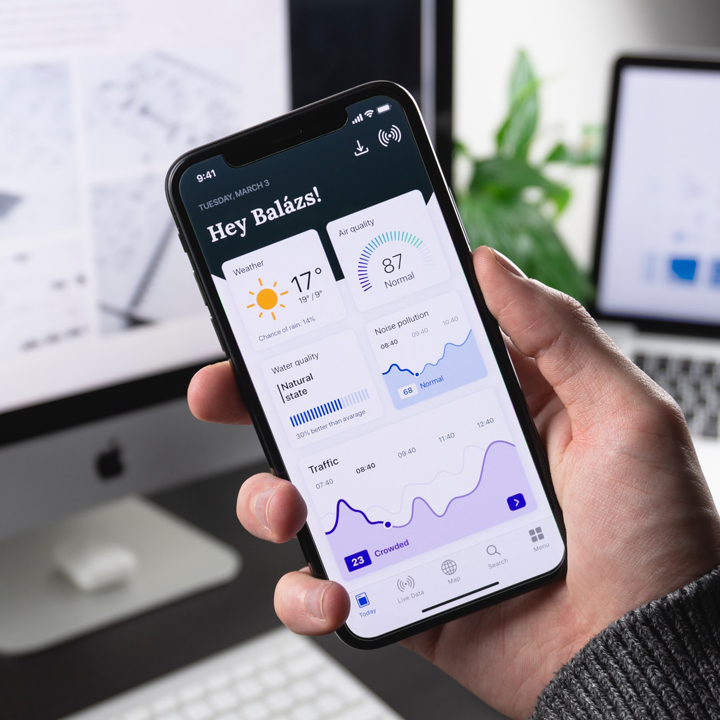 9:41
TUESDAY, MARCH 3
Hey Balázs!
Weather
17°
19° / 9°
Chance of rain: 14%
Air quality
87
Normal
Water quality
Natural
state
30% better than avarage
Noise pollution
08:40 09:40 10:40
68 Normal
Traffic
07:40 08:40 09:40 11:40 12:40
23 Crowded
Today Live Data Map Search Menu